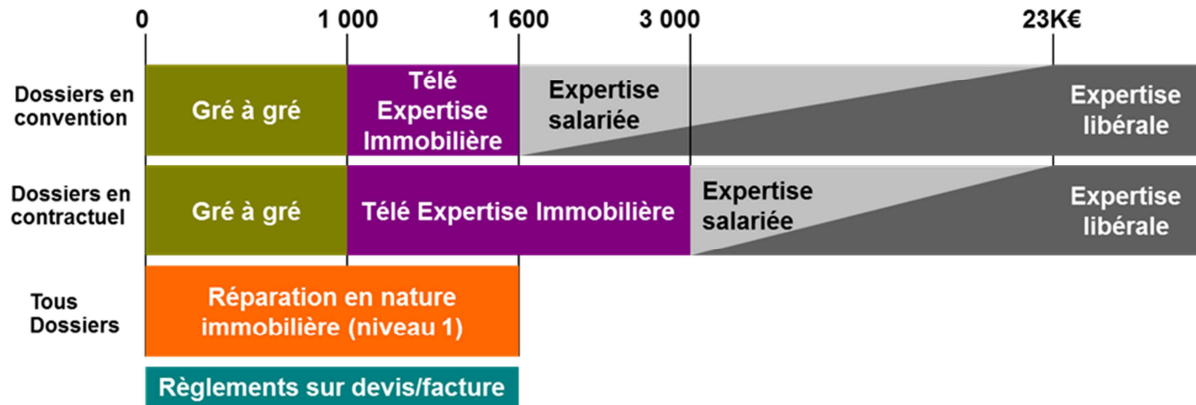 0 1 000 1 600 3 000 23K€
Dossiers en
convention
Gré à gré
Télé
Expertise
Immobilière
Expertise
salariée
Expertise
libérale
Dossiers en
contractuel
Gré à gré
Télé Expertise Immobilière
Expertise
salariée
Expertise
libérale
Tous
Dossiers
Réparation en nature
immobilière (niveau 1)
Règlements sur devis/facture